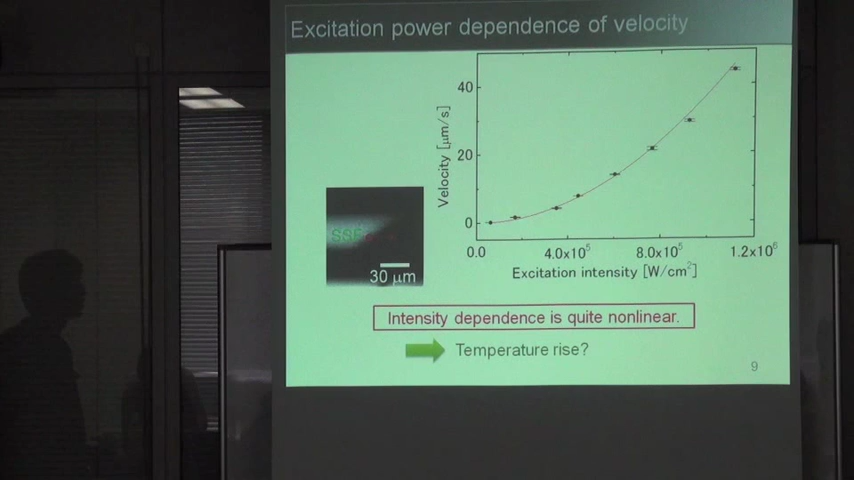 Excitation power dependence of velocity
Velocity [μm/s]
40
20
0
0.0
4.0x10⁵
8.0x10⁵
1.2x10⁶
Excitation intensity [W/cm²]
30 μm
Intensity dependence is quite nonlinear.
Temperature rise?
9